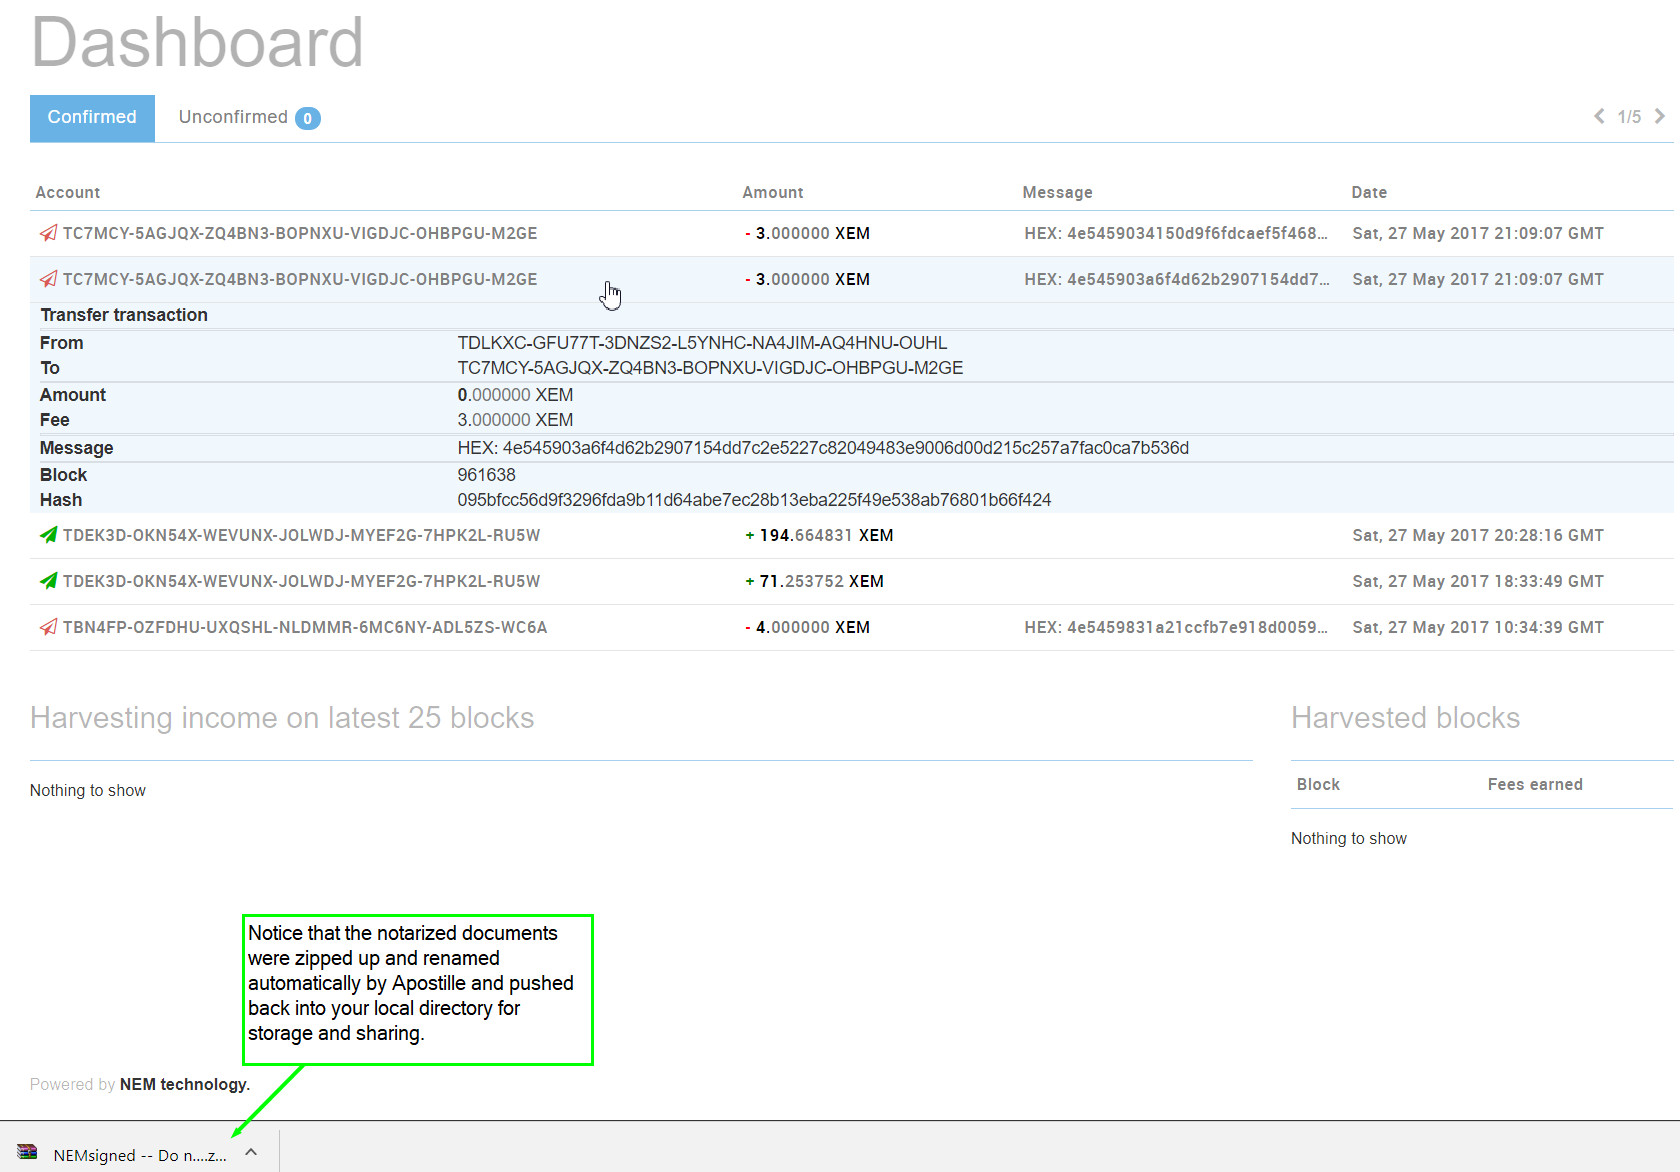 Dashboard
Confirmed Unconfirmed 0 1/5
Account Amount Message Date
TC7MCY-5AGJQX-ZQ4BN3-BOPNXU-VIGDJC-OHBPGU-M2GE - 3.000000 XEM HEX: 4e5459034150d9f6fdcaef5f468... Sat, 27 May 2017 21:09:07 GMT
TC7MCY-5AGJQX-ZQ4BN3-BOPNXU-VIGDJC-OHBPGU-M2GE - 3.000000 XEM HEX: 4e545903a6f4d62b2907154dd7... Sat, 27 May 2017 21:09:07 GMT
Transfer transaction
From TDLKXC-GFU77T-3DNZS2-L5YNHC-NA4JIM-AQ4HNU-OUHL
To TC7MCY-5AGJQX-ZQ4BN3-BOPNXU-VIGDJC-OHBPGU-M2GE
Amount 0.000000 XEM
Fee 3.000000 XEM
Message HEX: 4e545903a6f4d62b2907154dd7c2e5227c82049483e9006d00d215c257a7fac0ca7b536d
Block 961638
Hash 095bfcc56d9f3296fda9b11d64abe7ec28b13eba225f49e538ab76801b66f424
TDEK3D-OKN54X-WEVUNX-JOLWDJ-MYEF2G-7HPK2L-RU5W + 194.664831 XEM Sat, 27 May 2017 20:28:16 GMT
TDEK3D-OKN54X-WEVUNX-JOLWDJ-MYEF2G-7HPK2L-RU5W + 71.253752 XEM Sat, 27 May 2017 18:33:49 GMT
TBN4FP-OZFDHU-UXQSHL-NLDMMR-6MC6NY-ADL5ZS-WC6A - 4.000000 XEM HEX: 4e5459831a21ccfb7e918d0059... Sat, 27 May 2017 10:34:39 GMT
Harvesting income on latest 25 blocks
Nothing to show
Harvested blocks
Block Fees earned
Nothing to show
Notice that the notarized documents
were zipped up and renamed
automatically by Apostille and pushed
back into your local directory for
storage and sharing.
Powered by NEM technology.
NEMsigned -- Do n....z...